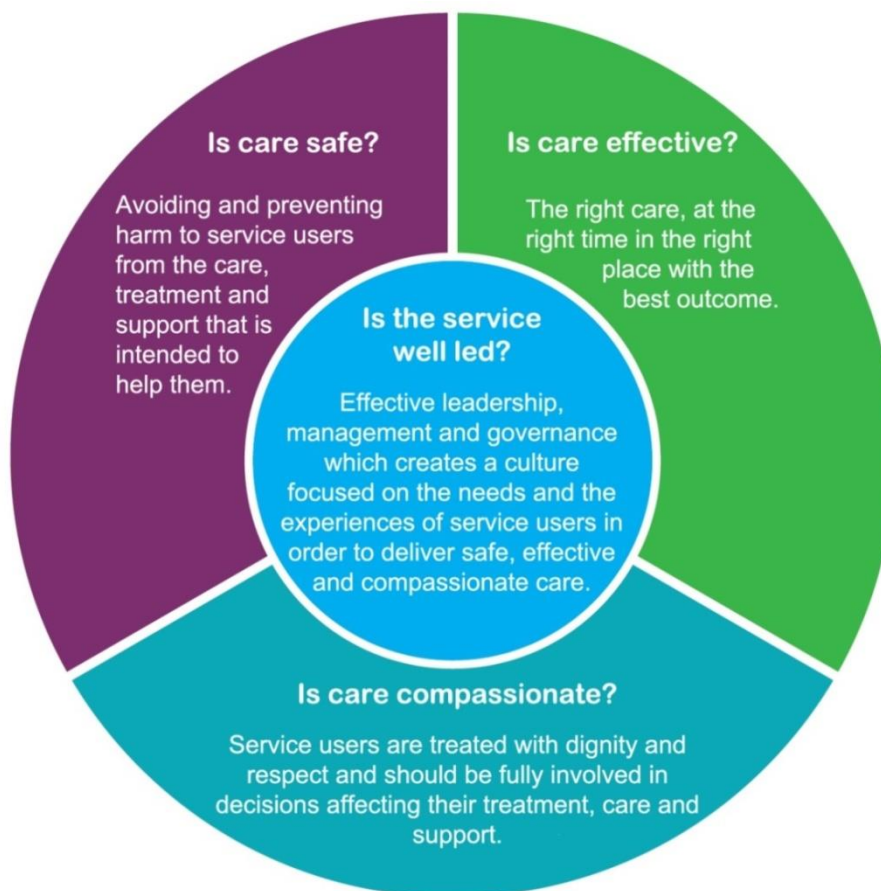 Is care safe?
Avoiding and preventing
harm to service users
from the care,
treatment and
support that is
intended to
help them.
Is care effective?
The right care, at the
right time in the right
place with the
best outcome.
Is the service
well led?
Effective leadership,
management and governance
which creates a culture
focused on the needs and the
experiences of service users in
order to deliver safe, effective
and compassionate care.
Is care compassionate?
Service users are treated with dignity and
respect and should be fully involved in
decisions affecting their treatment, care and
support.